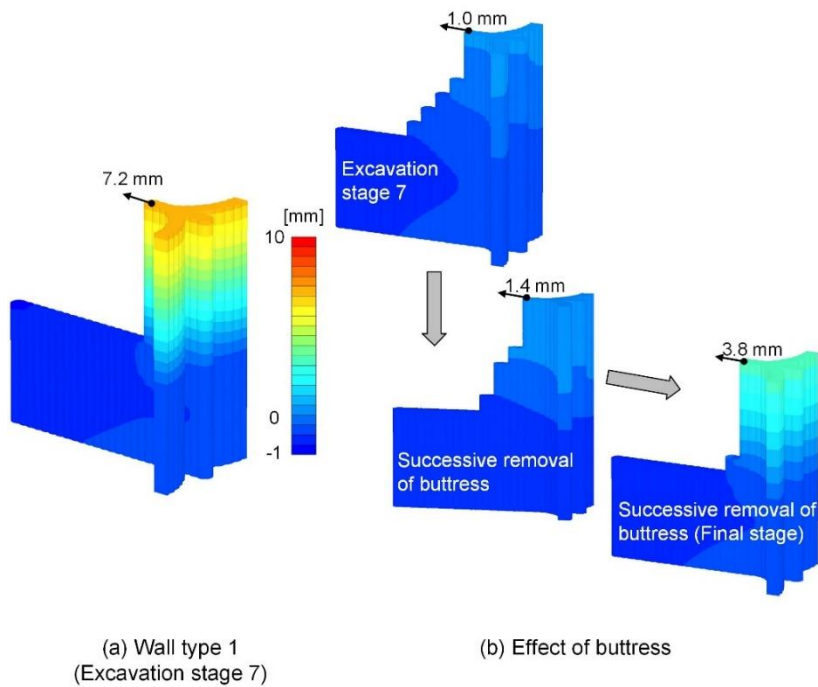 1.0 mm
Excavation
stage 7
7.2 mm
[mm]
10
0
-1
1.4 mm
Successive removal
of buttress
3.8 mm
Successive removal of
buttress (Final stage)
(a) Wall type 1
(Excavation stage 7)
(b) Effect of buttress